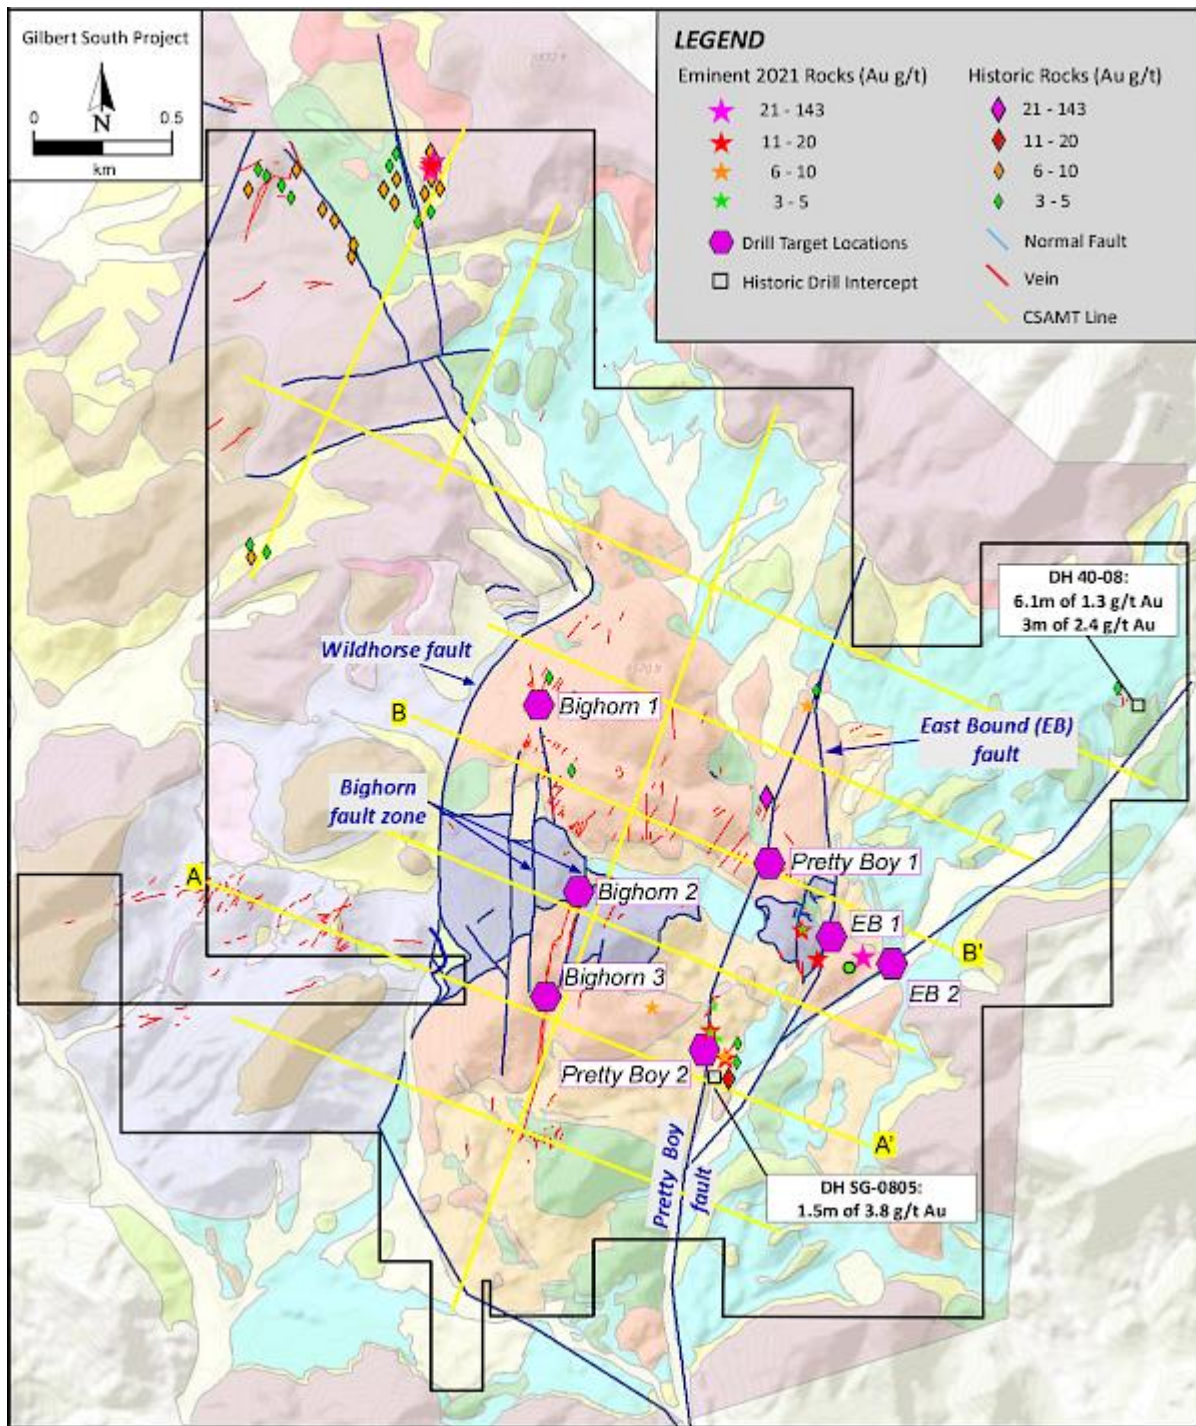 Gilbert South Project
0
0.5
N
km
LEGEND
Eminent 2021 Rocks (Au g/t)
Historic Rocks (Au g/t)
21 - 143
21 - 143
11 - 20
11 - 20
6 - 10
6 - 10
3 - 5
3 - 5
Drill Target Locations
Normal Fault
Historic Drill Intercept
Vein
CSAMT Line
DH 40-08:
6.1m of 1.3 g/t Au
3m of 2.4 g/t Au
Wildhorse fault
B
Bighorn 1
East Bound (EB)
fault
Bighorn
fault zone
Pretty Boy 1
A
Bighorn 2
EB 1
B'
Bighorn 3
EB 2
Pretty Boy 2
A'
Pretty Boy
fault
DH SG-0805:
1.5m of 3.8 g/t Au